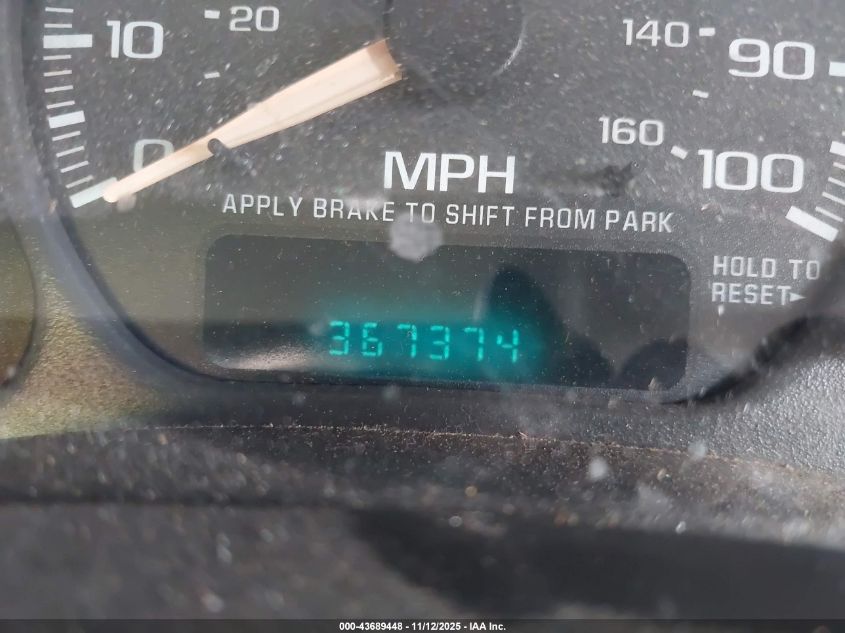 20
10
0
140
90
160
100
MPH
APPLY BRAKE TO SHIFT FROM PARK
HOLD TO
RESET
367374
000-43689448 - 11/12/2025 - IAA Inc.